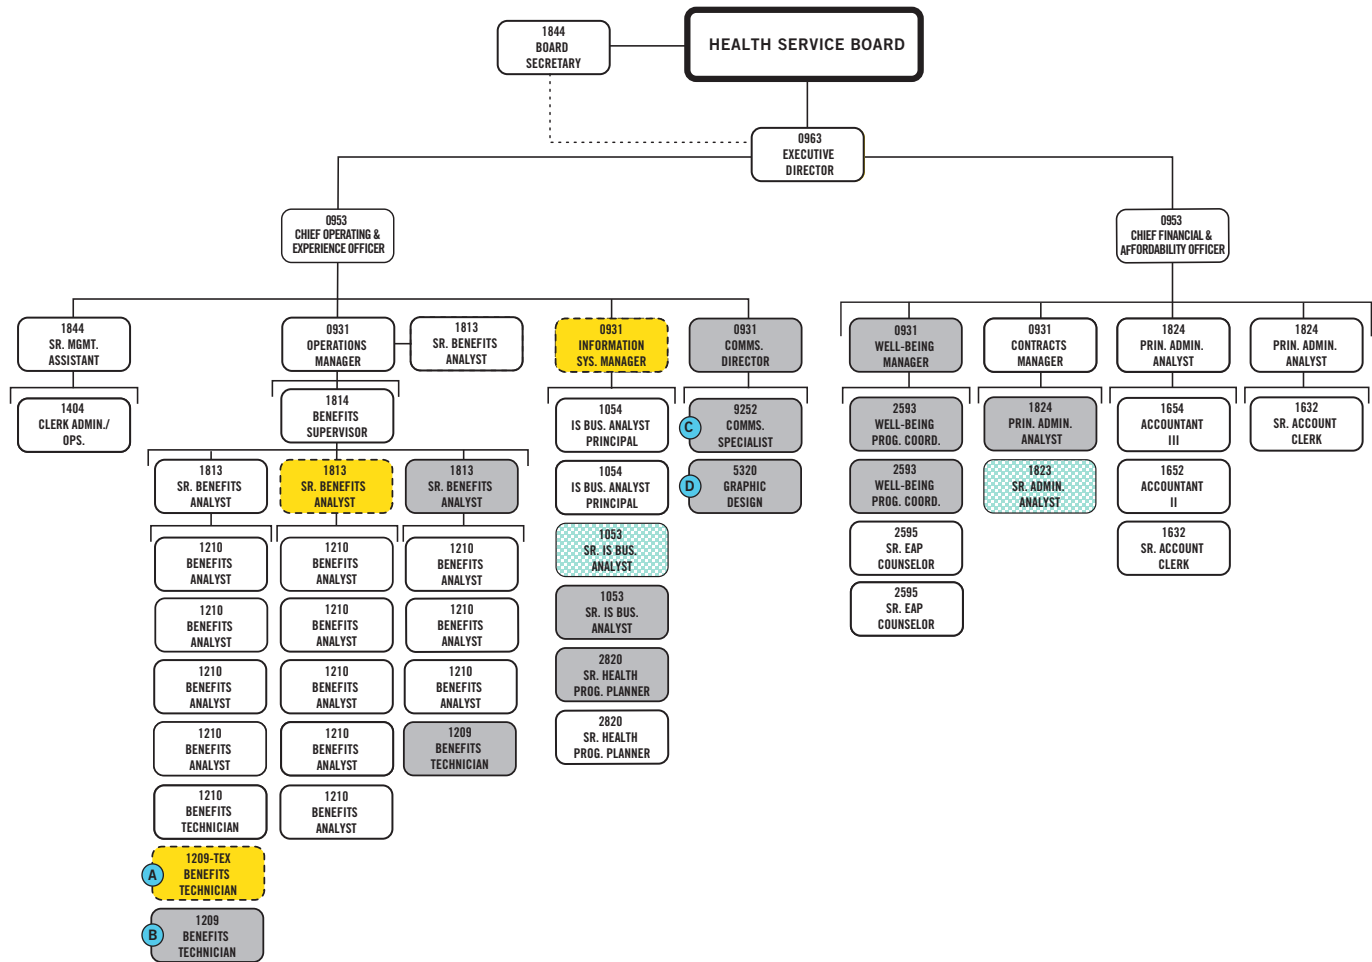 1844
BOARD
SECRETARY
HEALTH SERVICE BOARD
0963
EXECUTIVE
DIRECTOR
0953
CHIEF OPERATING &
EXPERIENCE OFFICER
0953
CHIEF FINANCIAL &
AFFORDABILITY OFFICER
1844
SR. MGMT.
ASSISTANT
0931
OPERATIONS
MANAGER
1813
SR. BENEFITS
ANALYST
0931
INFORMATION
SYS. MANAGER
0931
COMMS.
DIRECTOR
0931
WELL-BEING
MANAGER
0931
CONTRACTS
MANAGER
1824
PRIN. ADMIN.
ANALYST
1824
PRIN. ADMIN.
ANALYST
1404
CLERK ADMIN./
OPS.
1814
BENEFITS
SUPERVISOR
1813
SR. BENEFITS
ANALYST
1813
SR. BENEFITS
ANALYST
1813
SR. BENEFITS
ANALYST
1210
BENEFITS
ANALYST
1210
BENEFITS
ANALYST
1210
BENEFITS
ANALYST
1210
BENEFITS
ANALYST
1210
BENEFITS
TECHNICIAN
A
1209-TEX
BENEFITS
TECHNICIAN
B
1209
BENEFITS
TECHNICIAN
1210
BENEFITS
ANALYST
1210
BENEFITS
ANALYST
1210
BENEFITS
ANALYST
1210
BENEFITS
ANALYST
1210
BENEFITS
ANALYST
1210
BENEFITS
ANALYST
1210
BENEFITS
ANALYST
1210
BENEFITS
ANALYST
1209
BENEFITS
TECHNICIAN
1054
IS BUS. ANALYST
PRINCIPAL
1054
IS BUS. ANALYST
PRINCIPAL
1053
SR. IS BUS.
ANALYST
1053
SR. IS BUS.
ANALYST
2820
SR. HEALTH
PROG. PLANNER
2820
SR. HEALTH
PROG. PLANNER
C
9252
COMMS.
SPECIALIST
D
5320
GRAPHIC
DESIGN
2593
WELL-BEING
PROG. COORD.
2593
WELL-BEING
PROG. COORD.
2595
SR. EAP
COUNSELOR
2595
SR. EAP
COUNSELOR
1824
PRIN. ADMIN.
ANALYST
1823
SR. ADMIN.
ANALYST
1654
ACCOUNTANT
III
1652
ACCOUNTANT
II
1632
SR. ACCOUNT
CLERK
1632
SR. ACCOUNT
CLERK